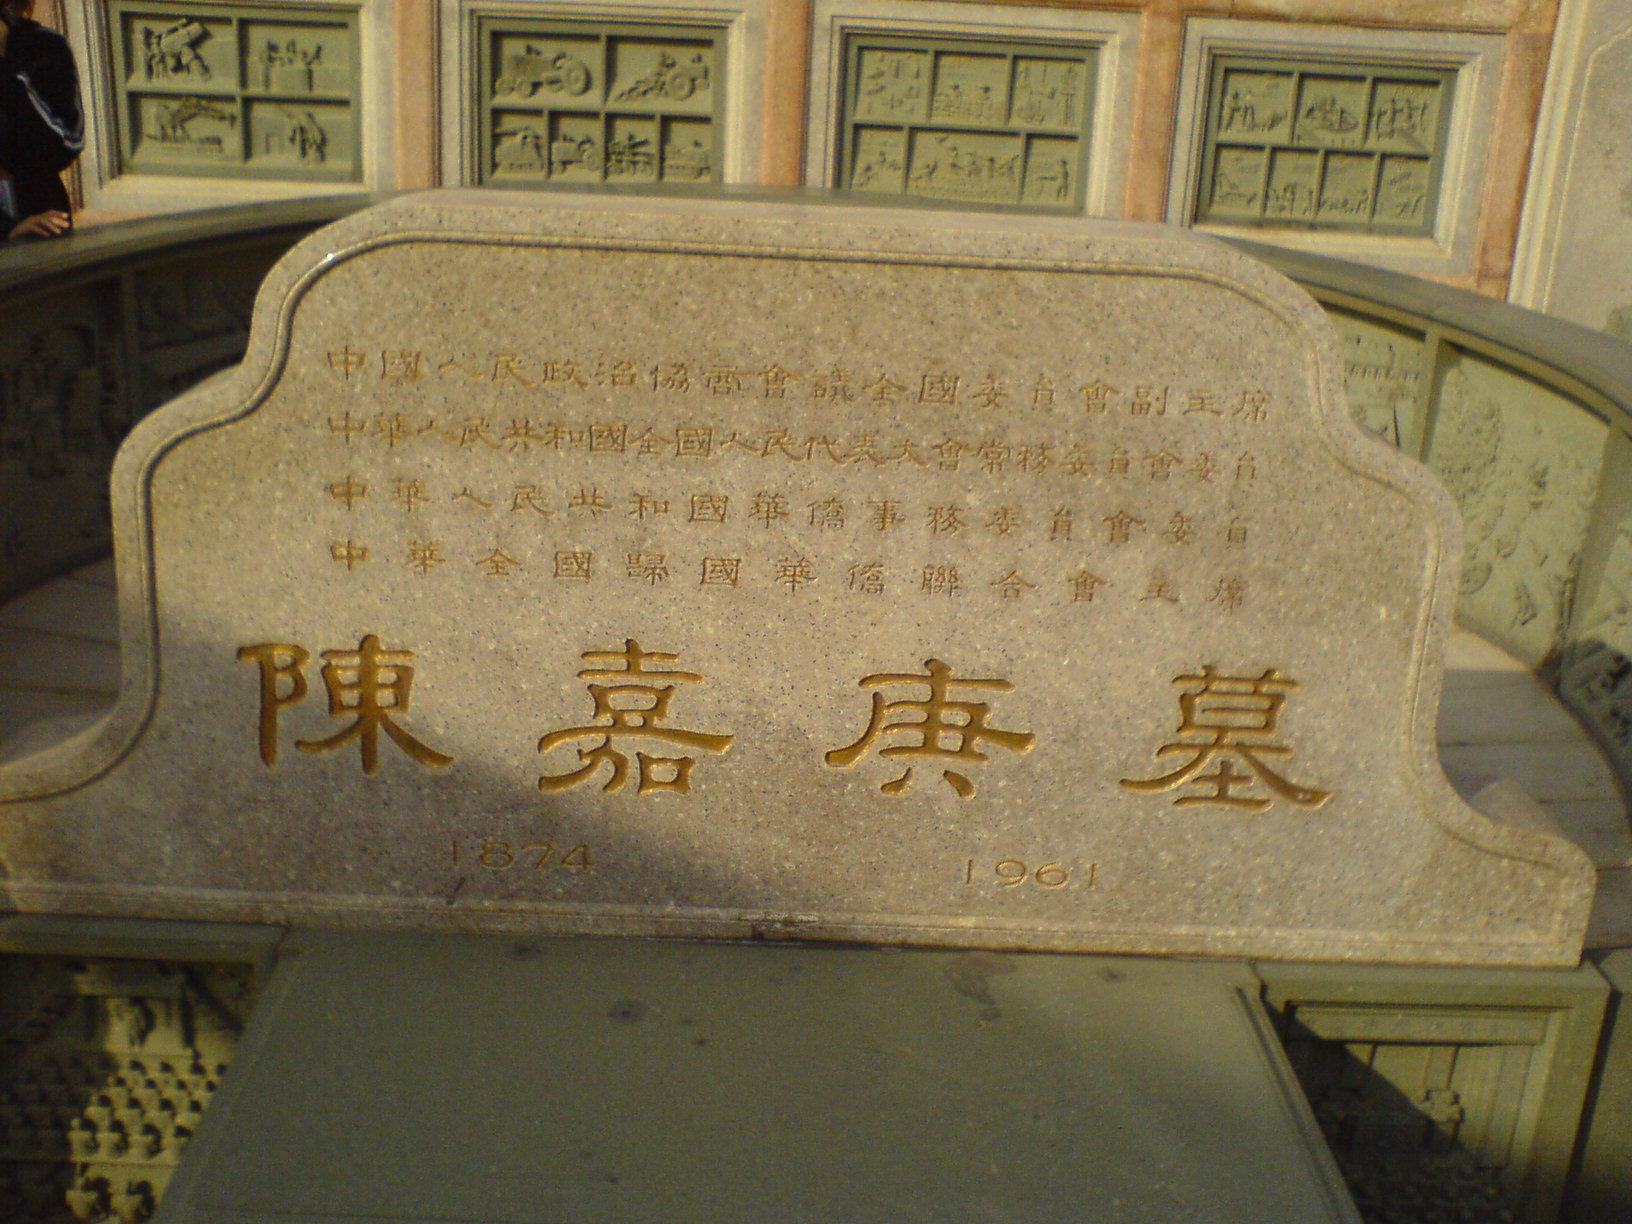 中國人民政治協商會議全國委員會副主席
中華人民共和國全國人民代表大會常務委員會委員
中華人民共和國華僑事務委員會委員
中華全國歸國華僑聯合會主席
陳嘉庚墓
1874 1961